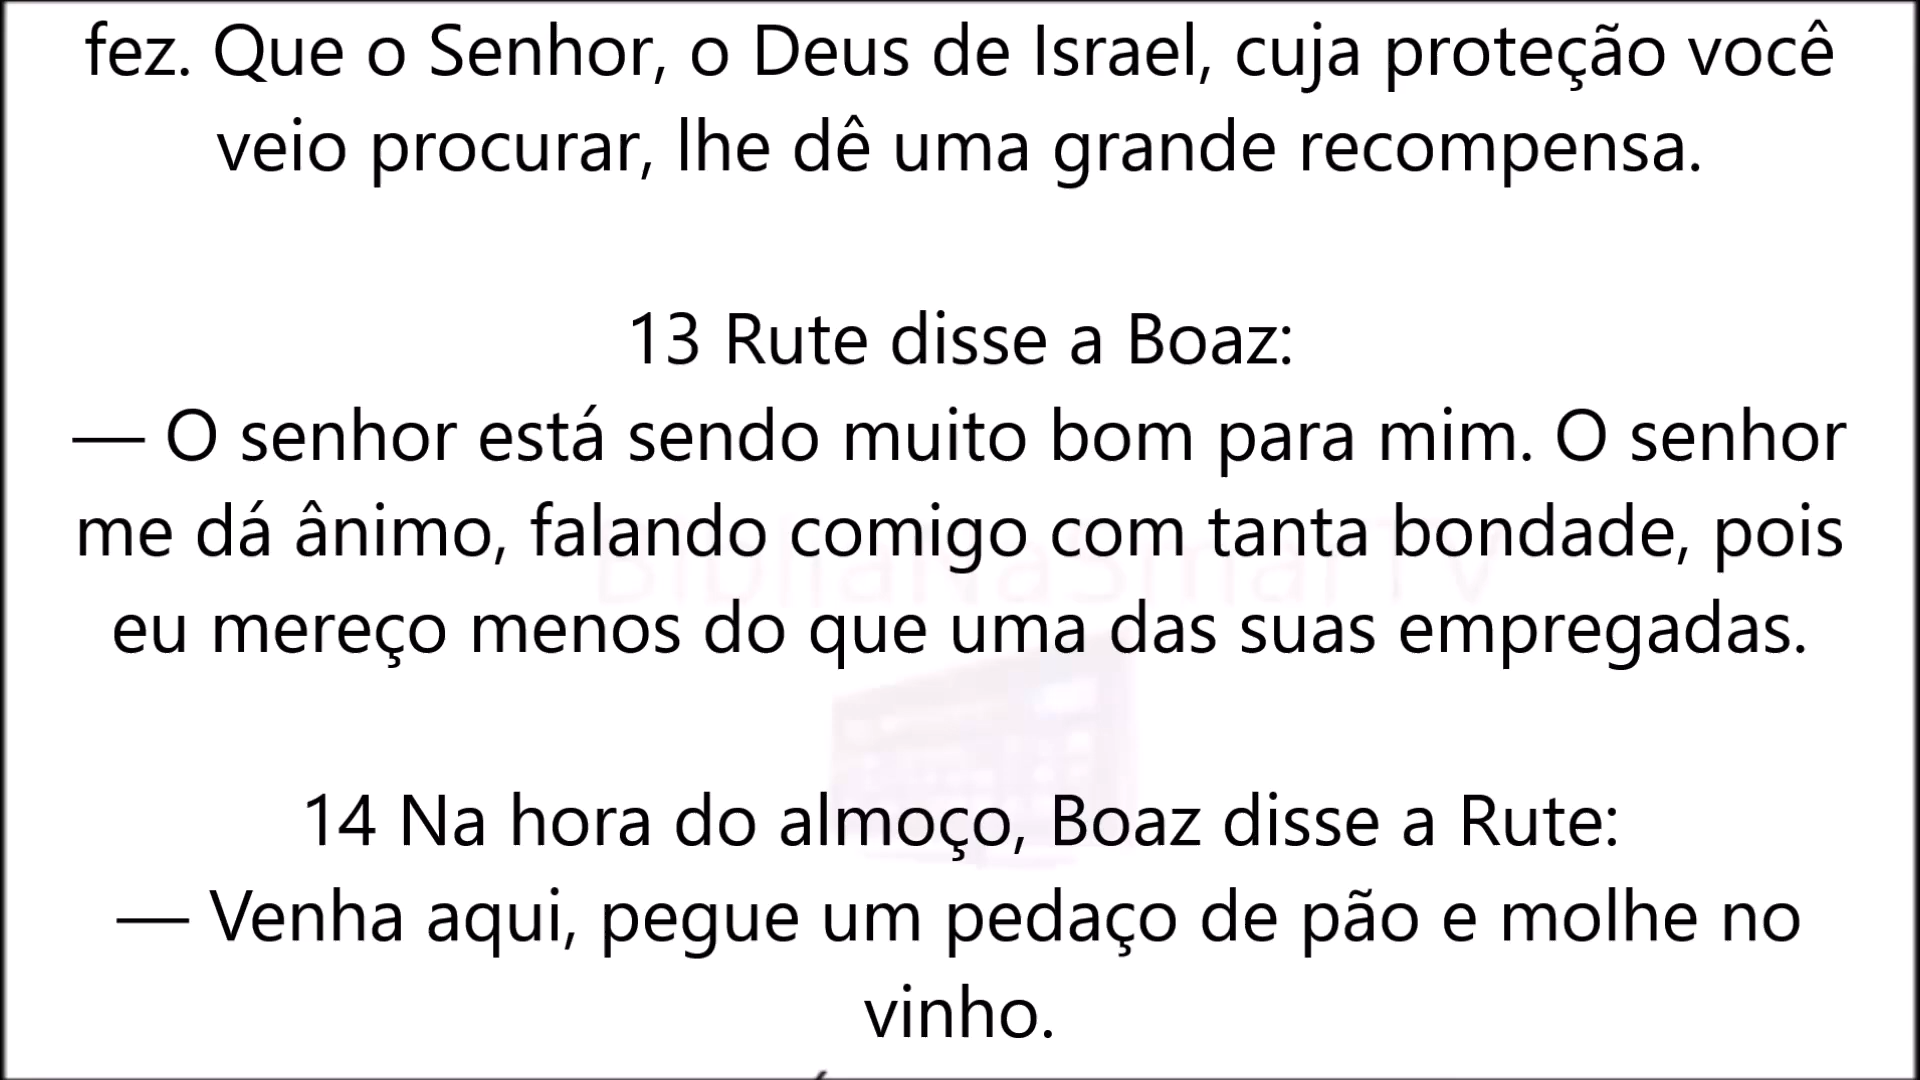 fez. Que o Senhor, o Deus de Israel, cuja proteção você
veio procurar, lhe dê uma grande recompensa.
13 Rute disse a Boaz:
— O senhor está sendo muito bom para mim. O senhor
me dá ânimo, falando comigo com tanta bondade, pois
eu mereço menos do que uma das suas empregadas.
BibliaNaSmarTV
14 Na hora do almoço, Boaz disse a Rute:
— Venha aqui, pegue um pedaço de pão e molhe no
vinho.